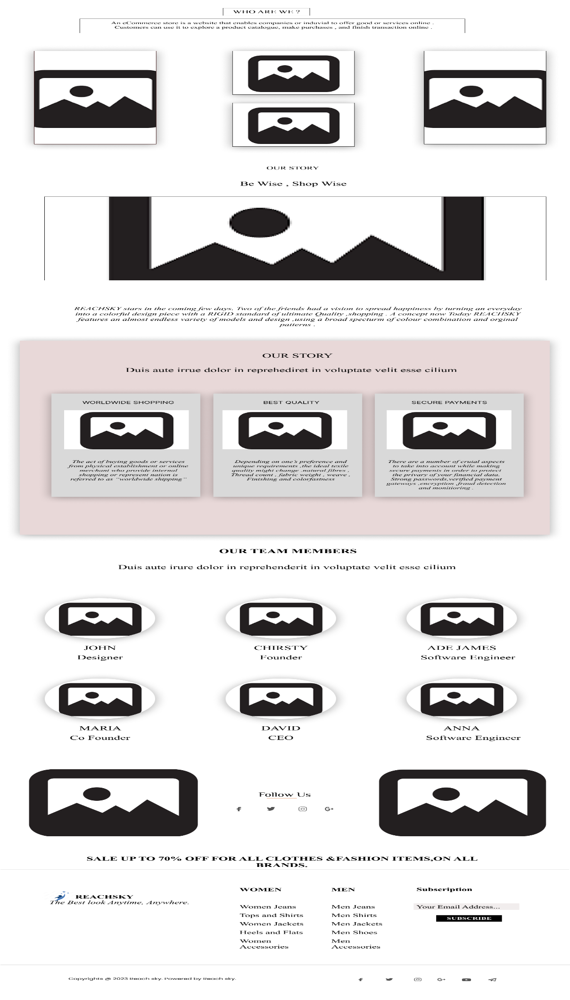 WHO ARE WE ?
An eCommerce store is a website that enables companies or induvial to offer good or services online .
Customers can use it to explore a product catalogue, make purchases , and finish transaction online .
OUR STORY
Be Wise , Shop Wise
REACHSKY stars in the coming few days. Two of the friends had a vision to spread happiness by turning an everyday
into a colorful design piece with a RIGID standard of ultimate Quality ,shopping . A concept now Today REACHSKY
features an almost endless variety of models and design ,using a broad specturm of colour combination and orginal
patterns .
OUR STORY
Duis aute irrue dolor in reprehediret in voluptate velit esse cilium
WORLDWIDE SHOPPING
The act of buying goods or services
from physical establishment or online
merchant who provide internal
shopping or represent nation is
referred to as “worldwide shipping”
BEST QUALITY
Depending on one's preference and
unique requirements ,the ideal texile
quality might change .natural fibres ,
Thread count , fabric weight , weave ,
Finishing and colorfastness
SECURE PAYMENTS
There are a number of cruial aspects
to take into account while making
secure payments in order to protect
the privary of your financial data.
Strong passwords,verified payment
gateways ,encryption ,fraud detection
and monitioring .
OUR TEAM MEMBERS
Duis aute irure dolor in reprehenderit in voluptate velit esse cilium
JOHN
Designer
CHIRSTY
Founder
ADE JAMES
Software Engineer
MARIA
Co Founder
DAVID
CEO
ANNA
Software Engineer
Follow Us
SALE UP TO 70% OFF FOR ALL CLOTHES &FASHION ITEMS,ON ALL
BRANDS.
REACHSKY
The Best look Anytime, Anywhere.
WOMEN
Women Jeans
Tops and Shirts
Women Jackets
Heels and Flats
Women
Accessories
MEN
Men Jeans
Men Shirts
Men Jackets
Men Shoes
Men
Accessories
Subscription
Your Email Address...
SUBSCRIBE
Copyrights @ 2023 Reach sky. Powered by Reach sky.